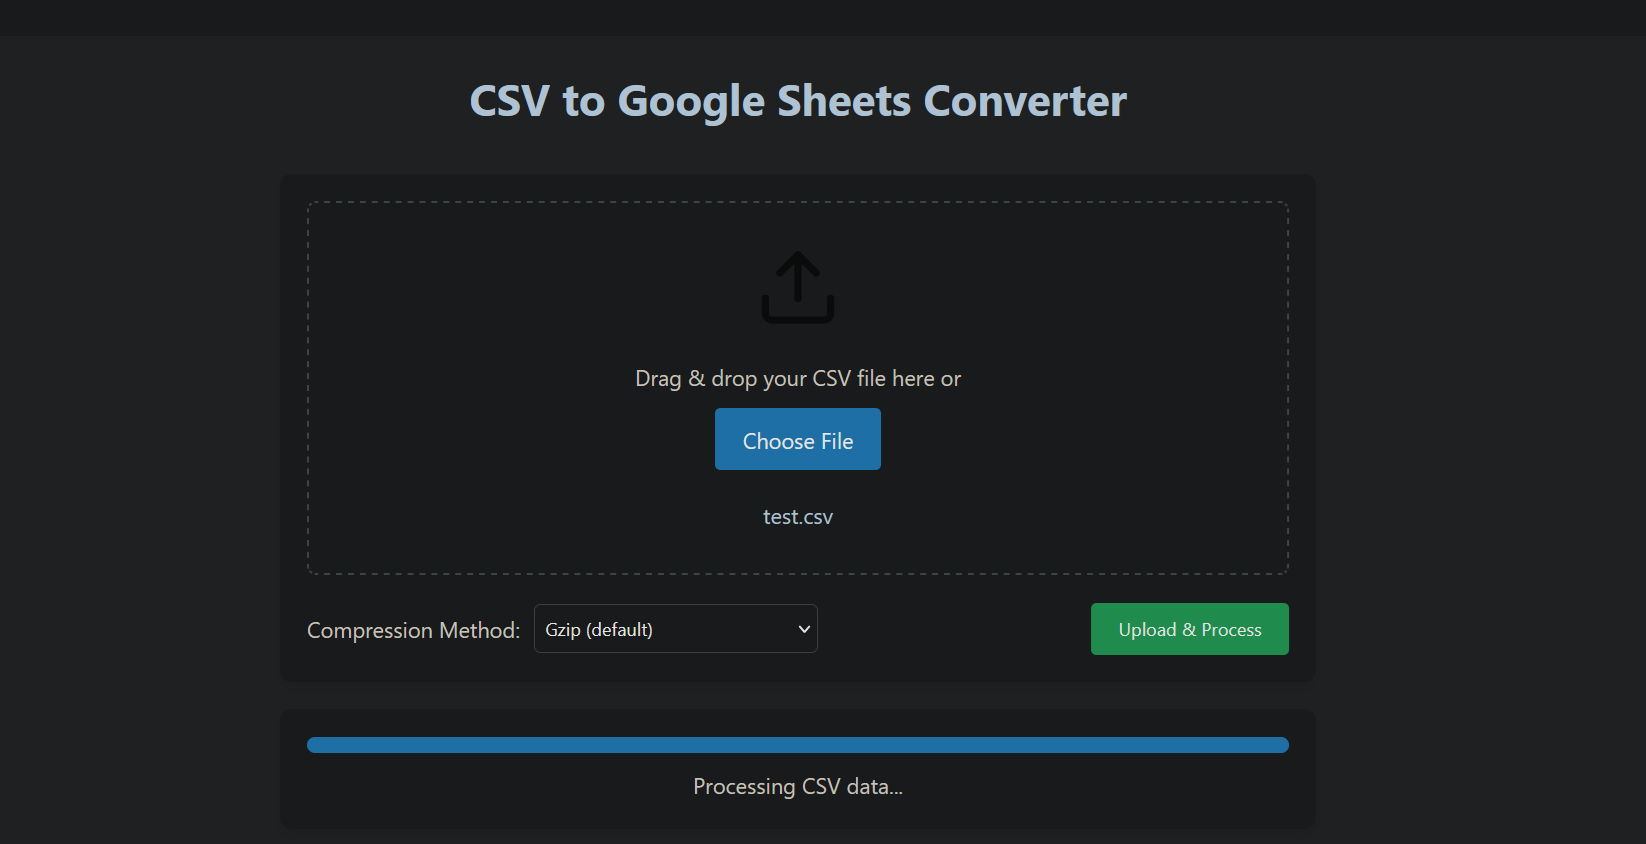 CSV to Google Sheets Converter
Drag & drop your CSV file here or
Choose File
test.csv
Compression Method: Gzip (default) Upload & Process
Processing CSV data...